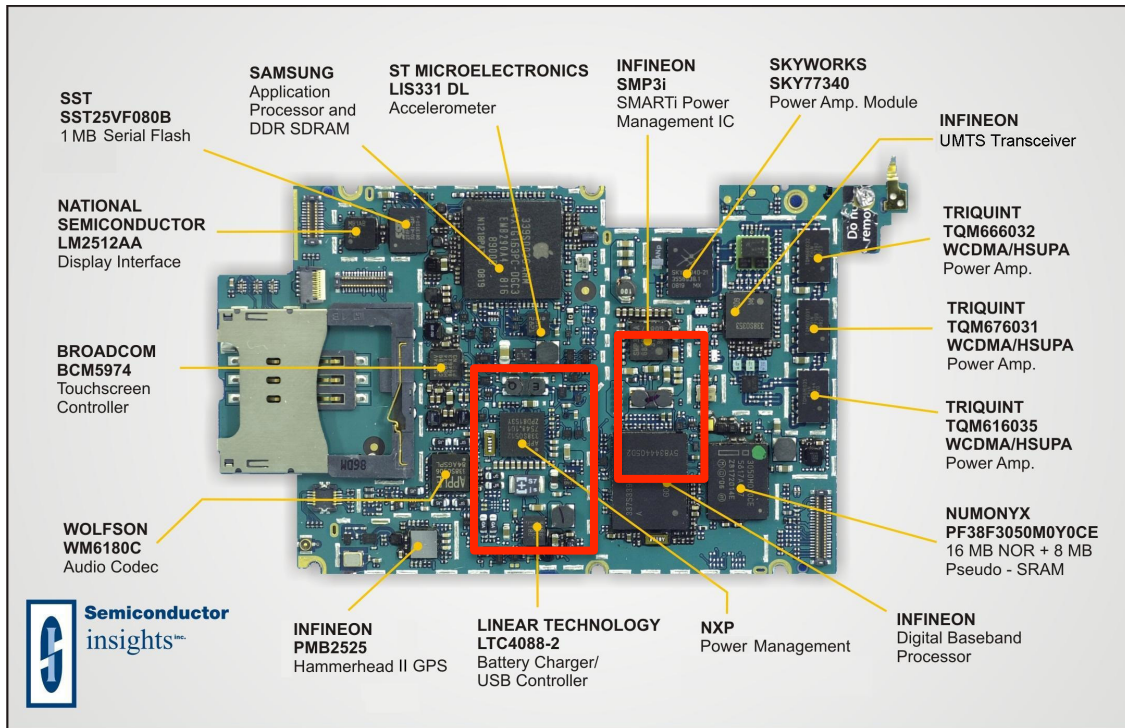 SST
SST25VF080B
1 MB Serial Flash
SAMSUNG
Application
Processor and
DDR SDRAM
ST MICROELECTRONICS
LIS331 DL
Accelerometer
INFINEON
SMP3i
SMARTi Power
Management IC
SKYWORKS
SKY77340
Power Amp. Module
INFINEON
UMTS Transceiver
NATIONAL
SEMICONDUCTOR
LM2512AA
Display Interface
TRIQUINT
TQM666032
WCDMA/HSUPA
Power Amp.
BROADCOM
BCM5974
Touchscreen
Controller
TRIQUINT
TQM676031
WCDMA/HSUPA
Power Amp.
TRIQUINT
TQM616035
WCDMA/HSUPA
Power Amp.
WOLFSON
WM6180C
Audio Codec
NUMONYX
PF38F3050M0Y0CE
16 MB NOR + 8 MB
Pseudo - SRAM
INFINEON
PMB2525
Hammerhead II GPS
LINEAR TECHNOLOGY
LTC4088-2
Battery Charger/
USB Controller
NXP
Power Management
INFINEON
Digital Baseband
Processor
Semiconductor
insights inc.
Do n
remo
338S0353